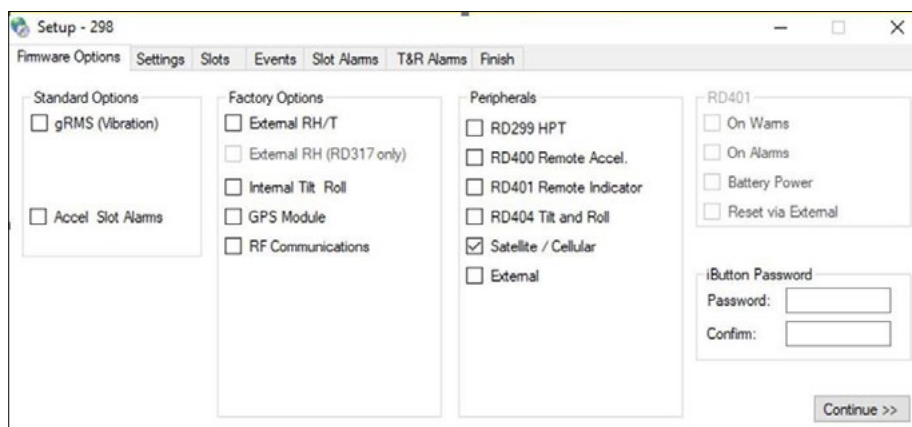 Setup - 298
Firmware Options Settings Slots Events Slot Alarms T&R Alarms Finish
Standard Options
gRMS (Vibration)
Accel Slot Alarms
Factory Options
External RH/T
External RH (RD317 only)
Internal Tilt Roll
GPS Module
RF Communications
Peripherals
RD299 HPT
RD400 Remote Accel.
RD401 Remote Indicator
RD404 Tilt and Roll
Satellite / Cellular
External
RD401
On Warns
On Alarms
Battery Power
Reset via External
iButton Password
Password:
Confirm:
Continue >>